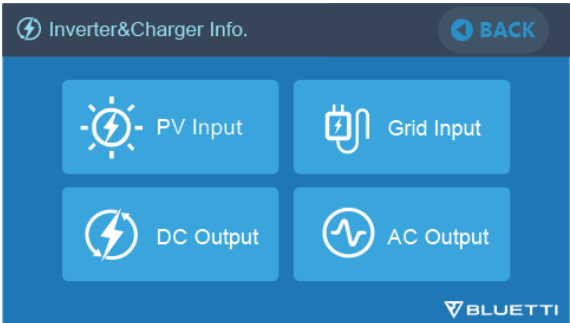 Inverter&Charger Info.
BACK
PV Input
Grid Input
DC Output
AC Output
BLUETTI